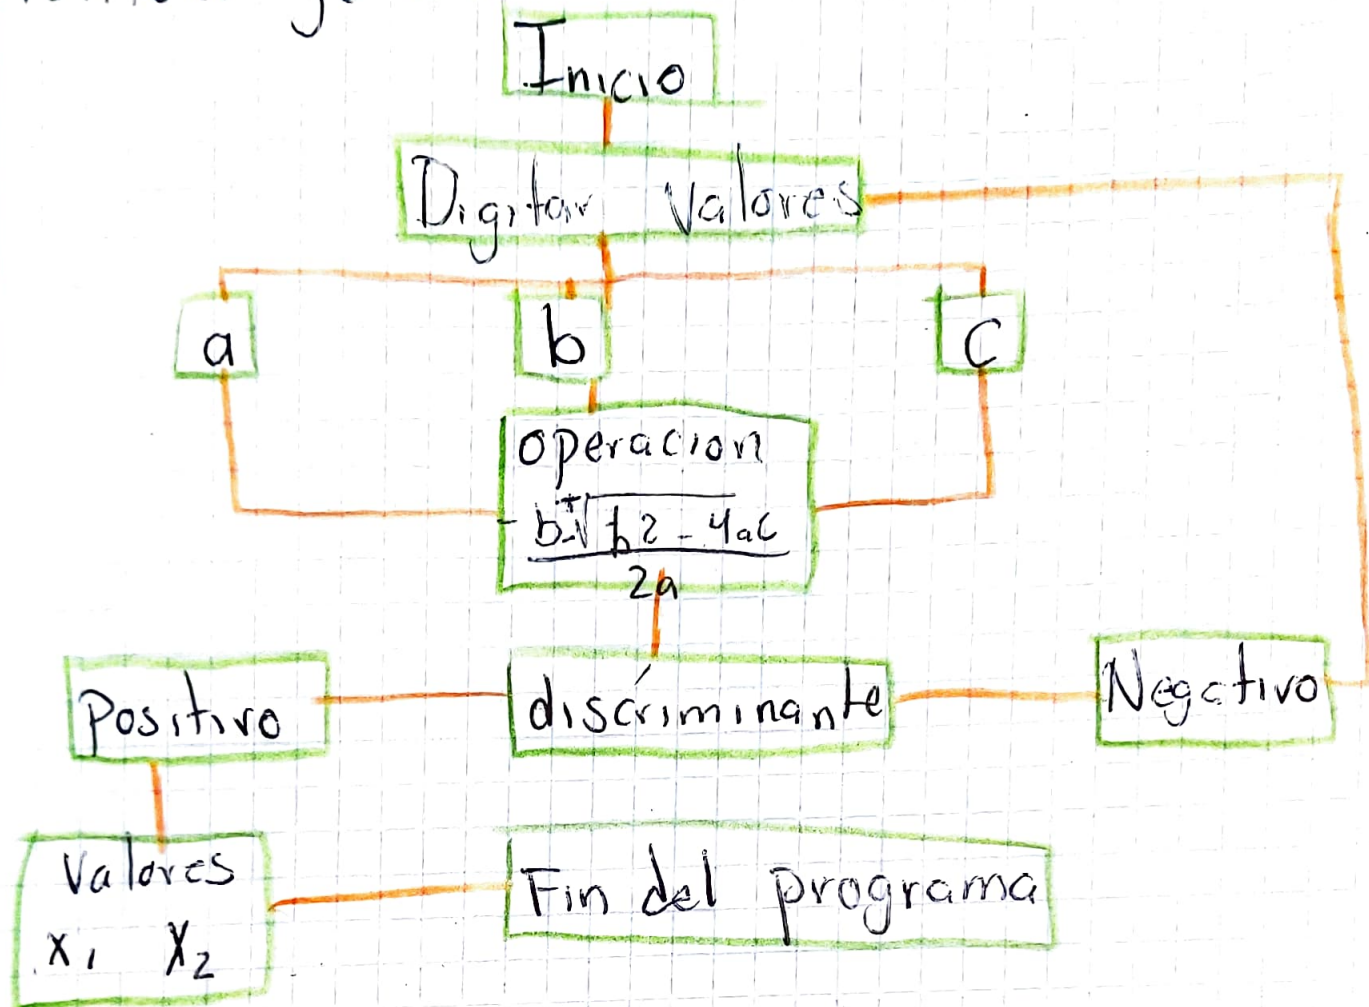 Inicio
Digitar Valores
a b c
operacion
-b±√b2-4ac
2a
Positivo discriminante Negativo
Valores
x1 x2
Fin del programa